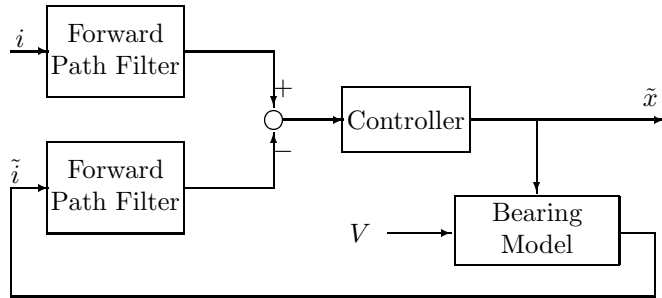 i
Forward
Path Filter
+
Controller
x̃
−
ĩ
Forward
Path Filter
V
Bearing
Model